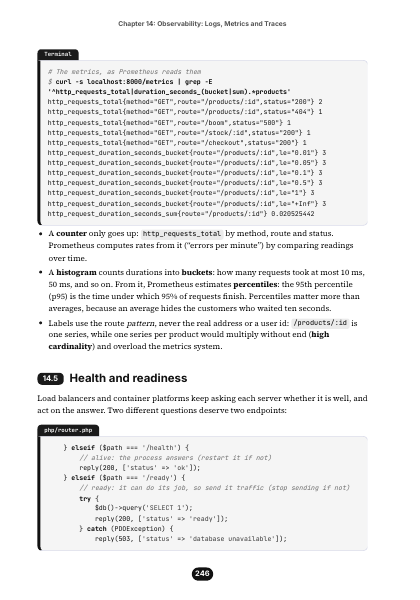 Chapter 14: Observability: Logs, Metrics and Traces
Terminal
# The metrics, as Prometheus reads them
$ curl -s localhost:8000/metrics | grep -E
'^http_requests_total|duration_seconds_(bucket|sum).*products'
http_requests_total{method="GET",route="/products/:id",status="200"} 2
http_requests_total{method="GET",route="/products/:id",status="404"} 1
http_requests_total{method="GET",route="/boom",status="500"} 1
http_requests_total{method="GET",route="/stock/:id",status="200"} 1
http_requests_total{method="GET",route="/checkout",status="200"} 1
http_request_duration_seconds_bucket{route="/products/:id",le="0.01"} 3
http_request_duration_seconds_bucket{route="/products/:id",le="0.05"} 3
http_request_duration_seconds_bucket{route="/products/:id",le="0.1"} 3
http_request_duration_seconds_bucket{route="/products/:id",le="0.5"} 3
http_request_duration_seconds_bucket{route="/products/:id",le="1"} 3
http_request_duration_seconds_bucket{route="/products/:id",le="+Inf"} 3
http_request_duration_seconds_sum{route="/products/:id"} 0.020525442
• A counter only goes up: http_requests_total by method, route and status.
Prometheus computes rates from it (“errors per minute”) by comparing readings
over time.
• A histogram counts durations into buckets: how many requests took at most 10 ms,
50 ms, and so on. From it, Prometheus estimates percentiles: the 95th percentile
(p95) is the time under which 95% of requests finish. Percentiles matter more than
averages, because an average hides the customers who waited ten seconds.
• Labels use the route pattern, never the real address or a user id: /products/:id is
one series, while one series per product would multiply without end (high
cardinality) and overload the metrics system.
14.5 Health and readiness
Load balancers and container platforms keep asking each server whether it is well, and
act on the answer. Two different questions deserve two endpoints:
php/router.php
} elseif ($path === '/health') {
// alive: the process answers (restart it if not)
reply(200, ['status' => 'ok']);
} elseif ($path === '/ready') {
// ready: it can do its job, so send it traffic (stop sending if not)
try {
$db()->query('SELECT 1');
reply(200, ['status' => 'ready']);
} catch (PDOException) {
reply(503, ['status' => 'database unavailable']);
246